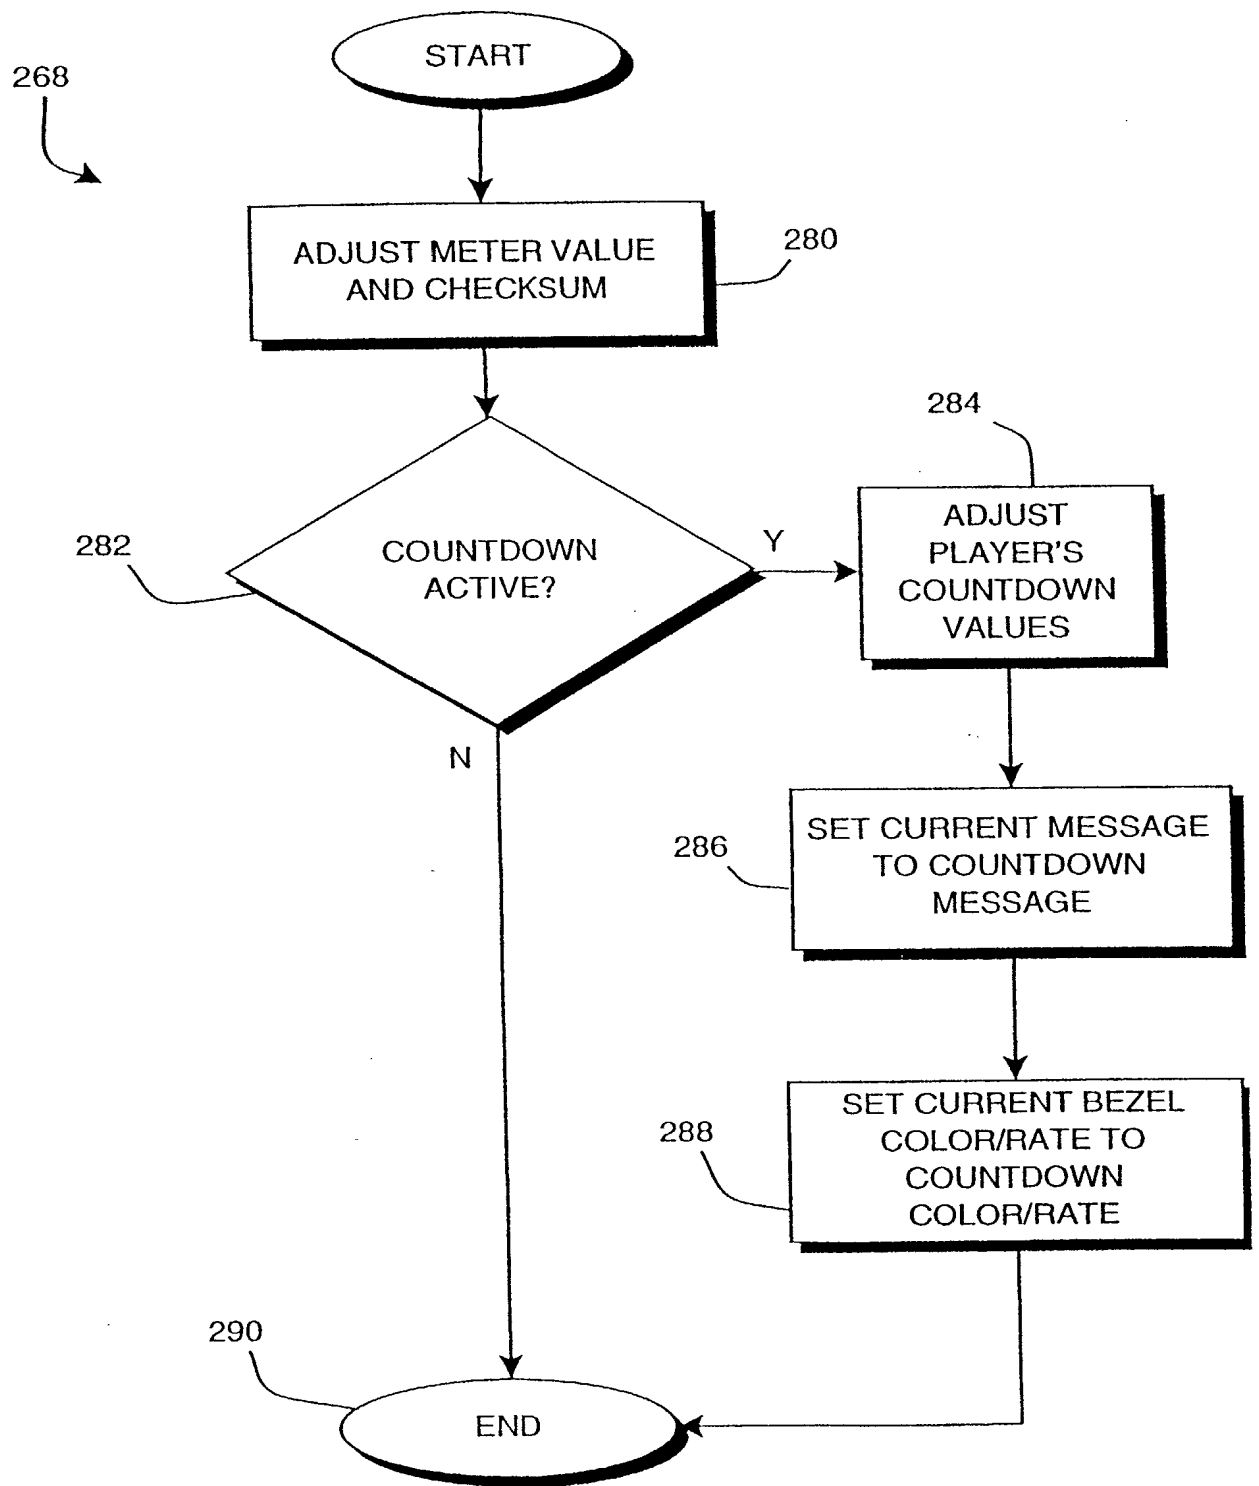 START
268
ADJUST METER VALUE
AND CHECKSUM
280
284
ADJUST
PLAYER'S
COUNTDOWN
VALUES
282
COUNTDOWN
ACTIVE?
Y
N
SET CURRENT MESSAGE
TO COUNTDOWN
MESSAGE
286
SET CURRENT BEZEL
COLOR/RATE TO
COUNTDOWN
COLOR/RATE
288
290
END